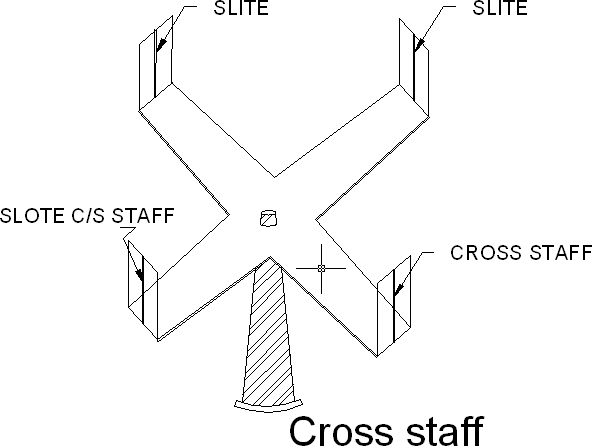 SLITE
SLITE
SLOTE C/S STAFF
CROSS STAFF
Cross staff